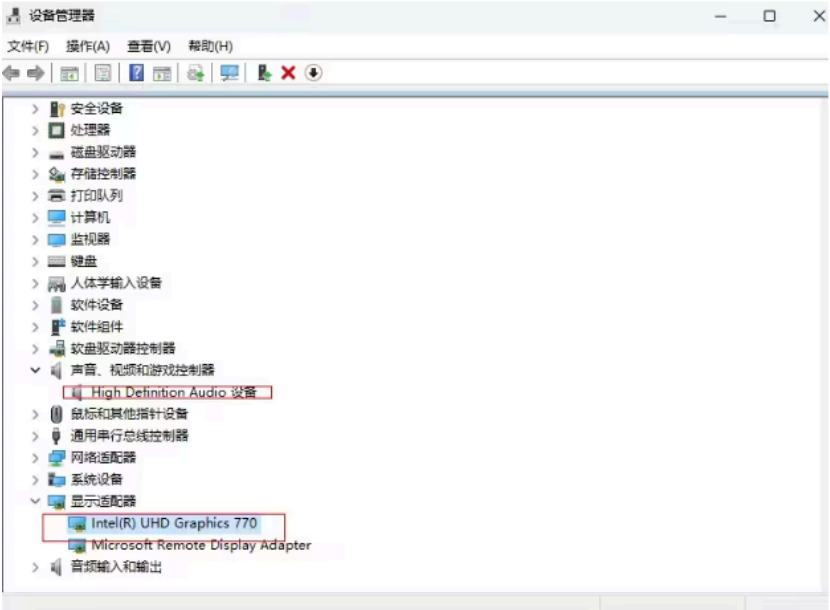 设备管理器
文件(F) 操作(A) 查看(V) 帮助(H)
安全设备
处理器
磁盘驱动器
存储控制器
打印队列
计算机
监视器
键盘
人体学输入设备
软件设备
软件组件
软盘驱动器控制器
声音、视频和游戏控制器
High Definition Audio 设备
鼠标和其他指针设备
通用串行总线控制器
网络适配器
系统设备
显示适配器
Intel(R) UHD Graphics 770
Microsoft Remote Display Adapter
音频输入和输出